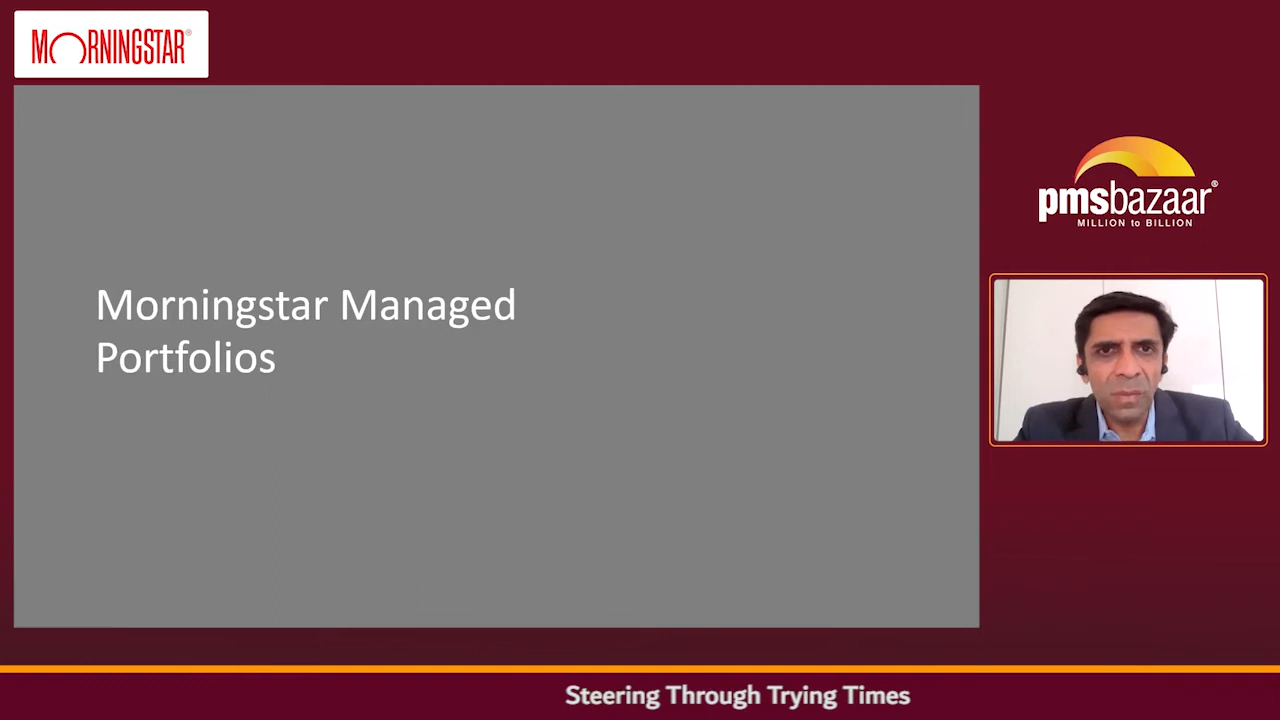 MORNINGSTAR®
Morningstar Managed
Portfolios
pmsbazaar®
MILLION to BILLION
Steering Through Trying Times